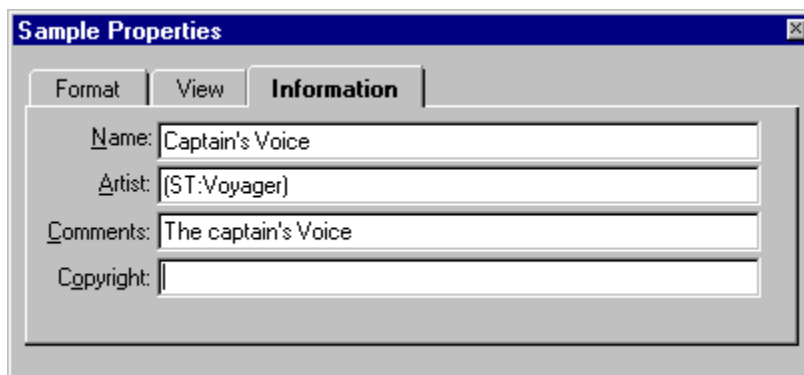 Sample Properties
Format View Information
Name: Captain's Voice
Artist: (ST:Voyager)
Comments: The captain's Voice
Copyright: